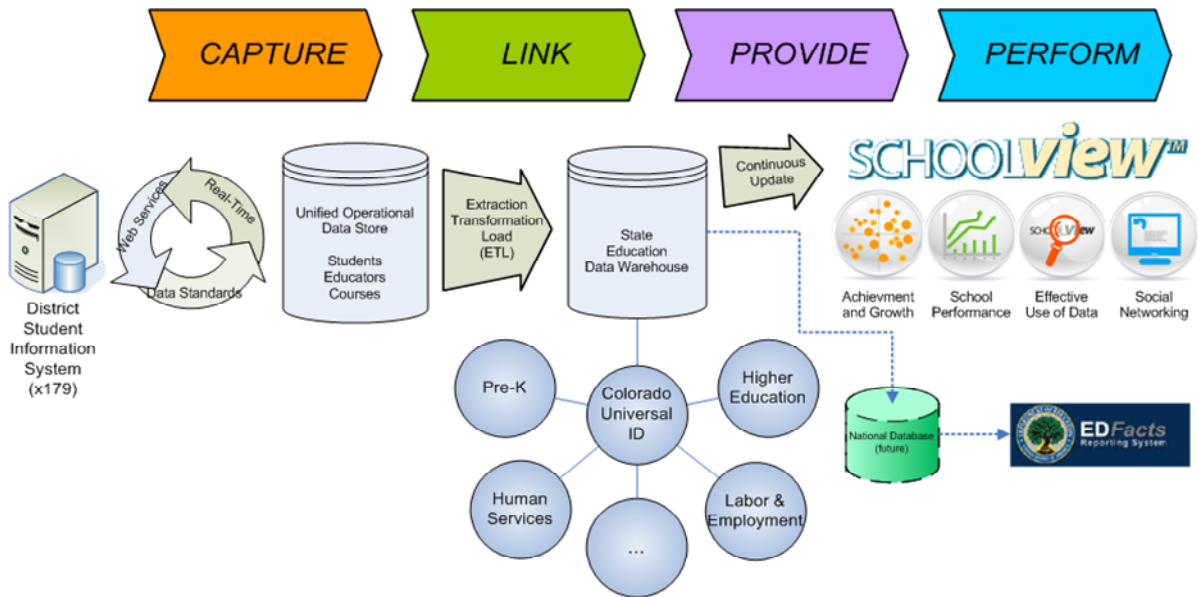 CAPTURE
LINK
PROVIDE
PERFORM
District
Student
Information
System
(x179)
Web Services
Real-Time
Data Standards
Unified Operational
Data Store
Students
Educators
Courses
Extraction
Transformation
Load
(ETL)
State
Education
Data Warehouse
Continuous
Update
SCHOOLVIEW™
SCHOOLVIEW
Achievment
and Growth
School
Performance
Effective
Use of Data
Social
Networking
Pre-K
Colorado
Universal
ID
Higher
Education
Human
Services
...
Labor &
Employment
National Database
(future)
EDFacts
Reporting System